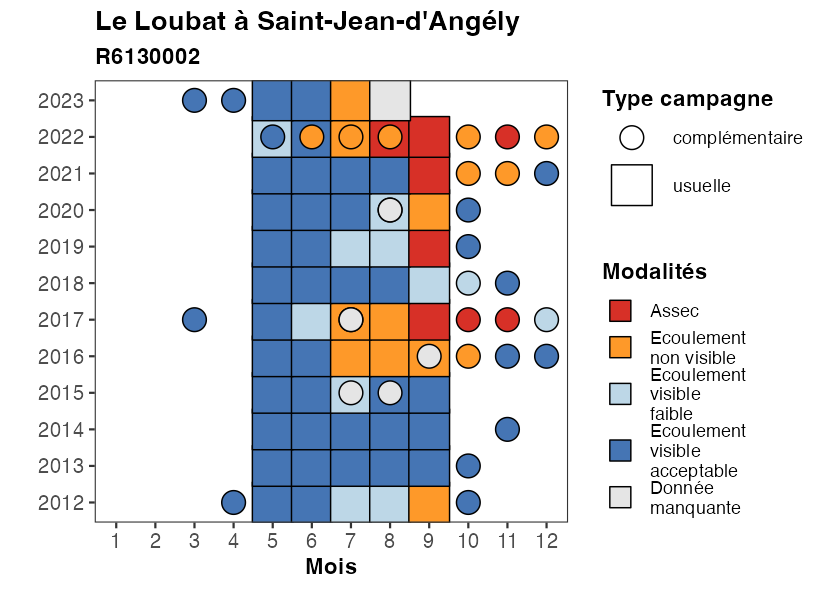 Le Loubat à Saint-Jean-d'Angély
R6130002
2023
2022
2021
2020
2019
2018
2017
2016
2015
2014
2013
2012
1 2 3 4 5 6 7 8 9 10 11 12
Mois
Type campagne
complémentaire
usuelle
Modalités
Assec
Ecoulement
non visible
Ecoulement
visible
faible
Ecoulement
visible
acceptable
Donnée
manquante